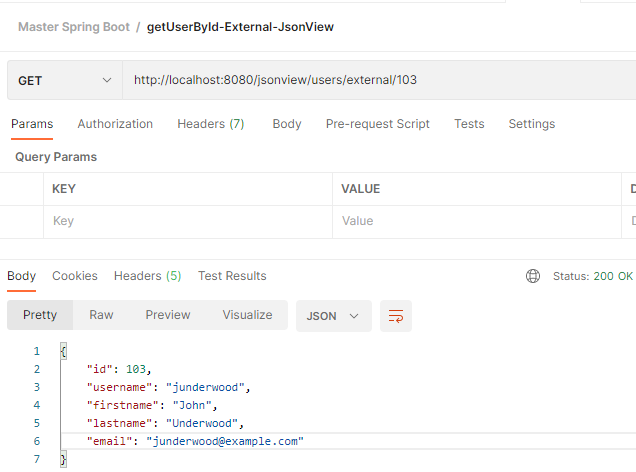 Master Spring Boot / getUserById-External-JsonView
GET http://localhost:8080/jsonview/users/external/103
Params Authorization Headers (7) Body Pre-request Script Tests Settings
Query Params
KEY VALUE D
Key Value D
Body Cookies Headers (5) Test Results Status: 200 OK
Pretty Raw Preview Visualize JSON
1 {
2 "id": 103,
3 "username": "junderwood",
4 "firstname": "John",
5 "lastname": "Underwood",
6 "email": "junderwood@example.com"
7 }